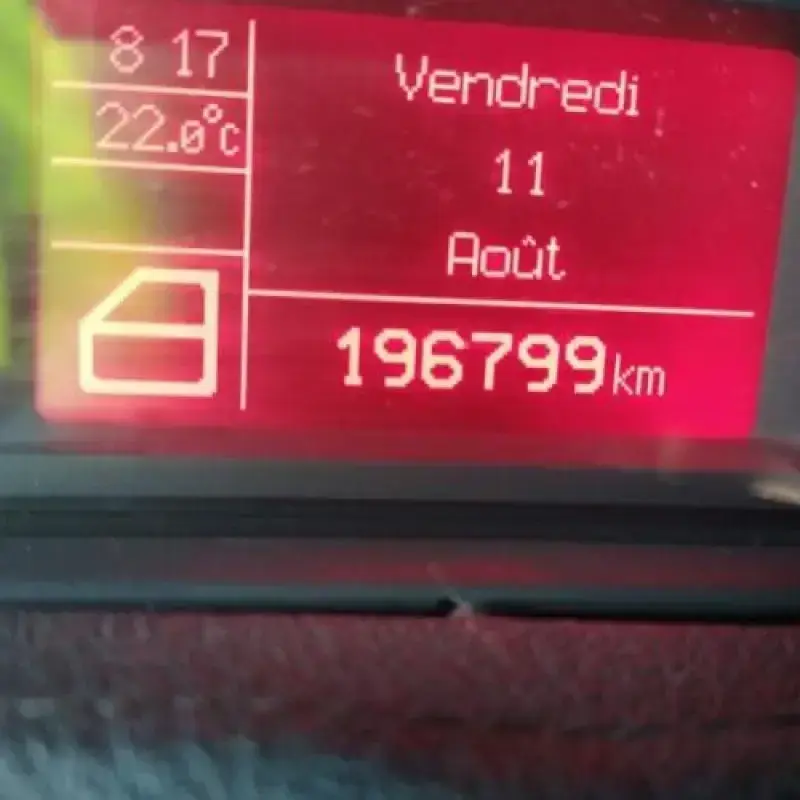 8 17
22.0°C
Vendredi
11
Août
196799km